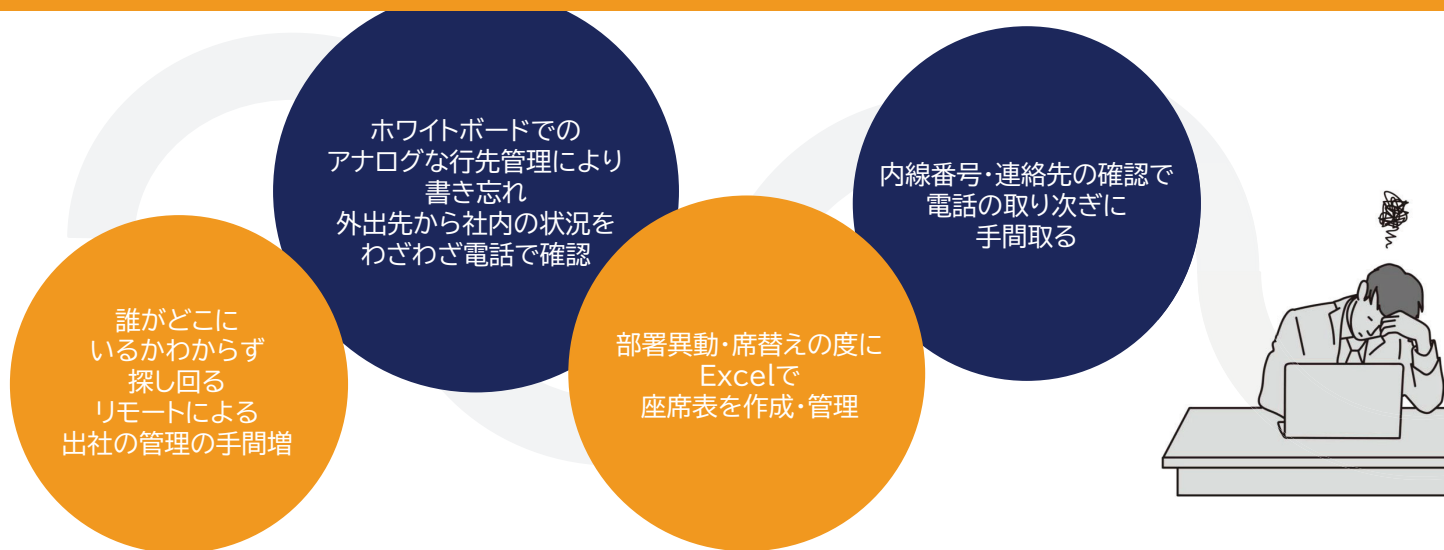 誰がどこに
いるかわからず
探し回る
リモートによる
出社の管理の手間増
ホワイトボードでの
アナログな行先管理により
書き忘れ
外出先から社内の状況を
わざわざ電話で確認
部署異動・席替えの度に
Excelで
座席表を作成・管理
内線番号・連絡先の確認で
電話の取り次ぎに
手間取る